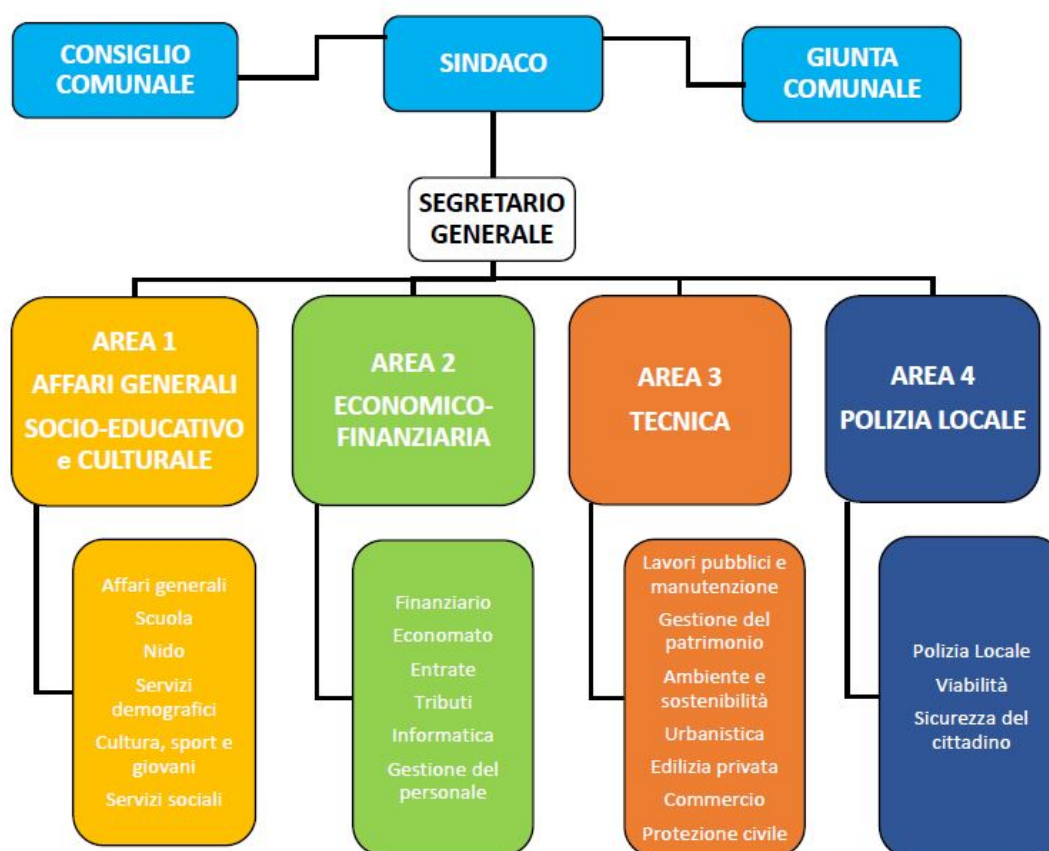 CONSIGLIO
COMUNALE
SINDACO
GIUNTA
COMUNALE
SEGRETARIO
GENERALE
AREA 1
AFFARI GENERALI
SOCIO-EDUCATIVO
e CULTURALE
AREA 2
ECONOMICO-
FINANZIARIA
AREA 3
TECNICA
AREA 4
POLIZIA LOCALE
Affari generali
Scuola
Nido
Servizi
demografici
Cultura, sport e
giovani
Servizi sociali
Finanziario
Economato
Entrate
Tributi
Informatica
Gestione del
personale
Lavori pubblici e
manutenzione
Gestione del
patrimonio
Ambiente e
sostenibilità
Urbanistica
Edilizia privata
Commercio
Protezione civile
Polizia Locale
Viabilità
Sicurezza del
cittadino